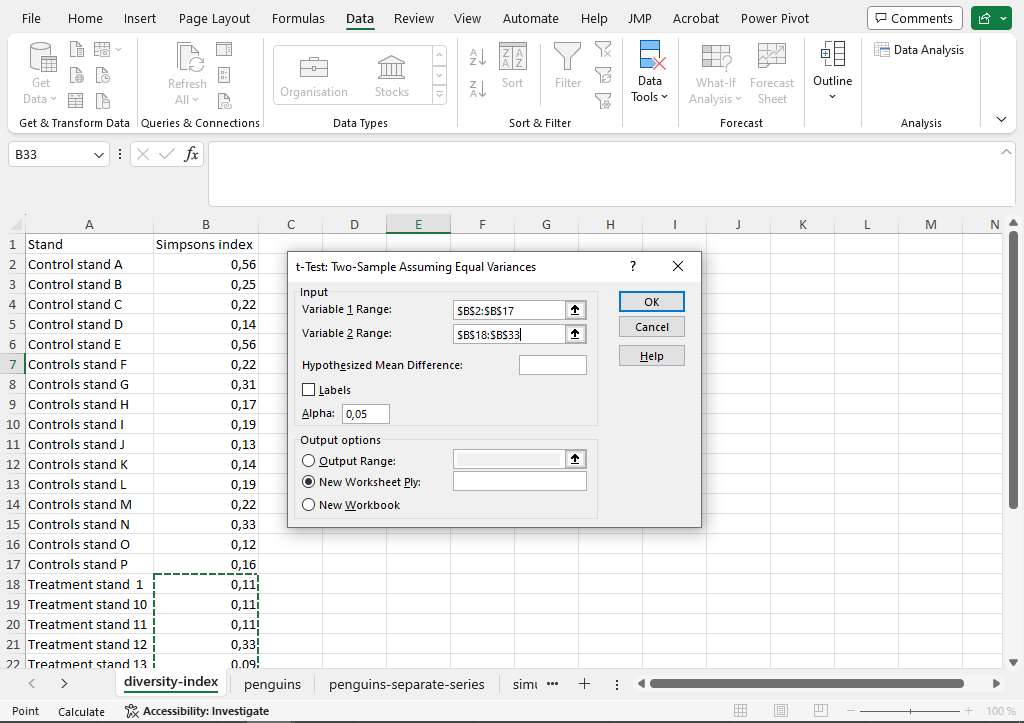 File Home Insert Page Layout Formulas Data Review View Automate Help JMP Acrobat Power Pivot Comments
Get Data Refresh All Organisation Stocks Sort Filter Data Tools What-If Analysis Forecast Sheet Outline Data Analysis
Get & Transform Data Queries & Connections Data Types Sort & Filter Forecast Analysis
B33 fx
A B C D E F G H I J K L M N
1 Stand Simpsons index
2 Control stand A 0,56
3 Control stand B 0,25
4 Control stand C 0,22
5 Control stand D 0,14
6 Control stand E 0,56
7 Controls stand F 0,22
8 Controls stand G 0,31
9 Controls stand H 0,17
10 Controls stand I 0,19
11 Controls stand J 0,13
12 Controls stand K 0,14
13 Controls stand L 0,19
14 Controls stand M 0,22
15 Controls stand N 0,33
16 Controls stand O 0,12
17 Controls stand P 0,16
18 Treatment stand 1 0,11
19 Treatment stand 10 0,11
20 Treatment stand 11 0,11
21 Treatment stand 12 0,33
22 Treatment stand 13 0,09
t-Test: Two-Sample Assuming Equal Variances ?
Input
Variable 1 Range: $B$2:$B$17 OK
Variable 2 Range: $B$18:$B$33 Cancel
Hypothesized Mean Difference: Help
Labels
Alpha: 0,05
Output options
Output Range:
New Worksheet Ply:
New Workbook
diversity-index penguins penguins-separate-series simu
Point Calculate Accessibility: Investigate 100 %